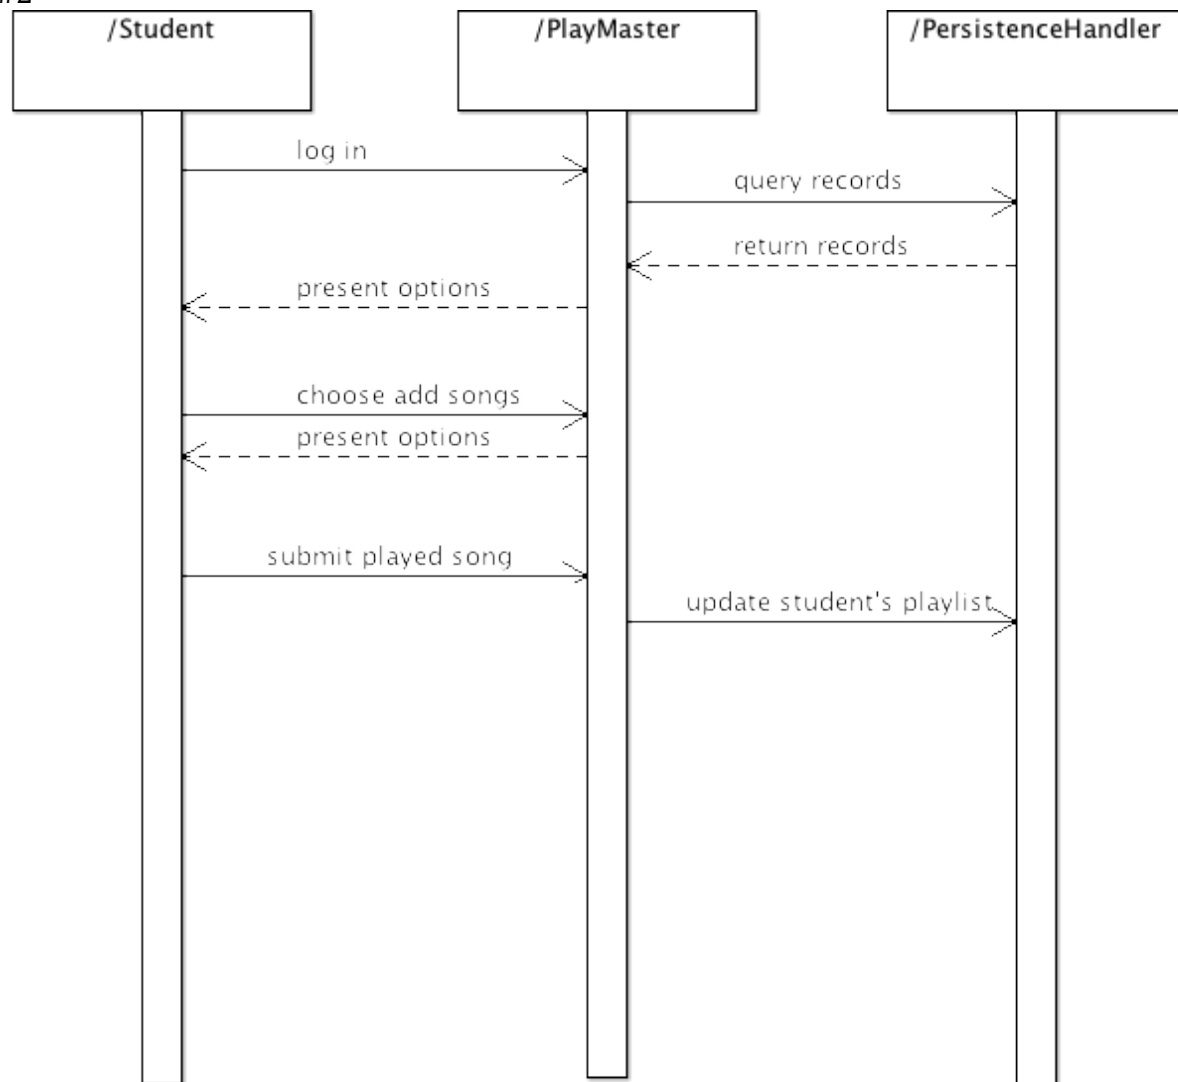 /Student
/PlayMaster
/PersistenceHandler
log in
query records
return records
present options
choose add songs
present options
submit played song
update student's playlist